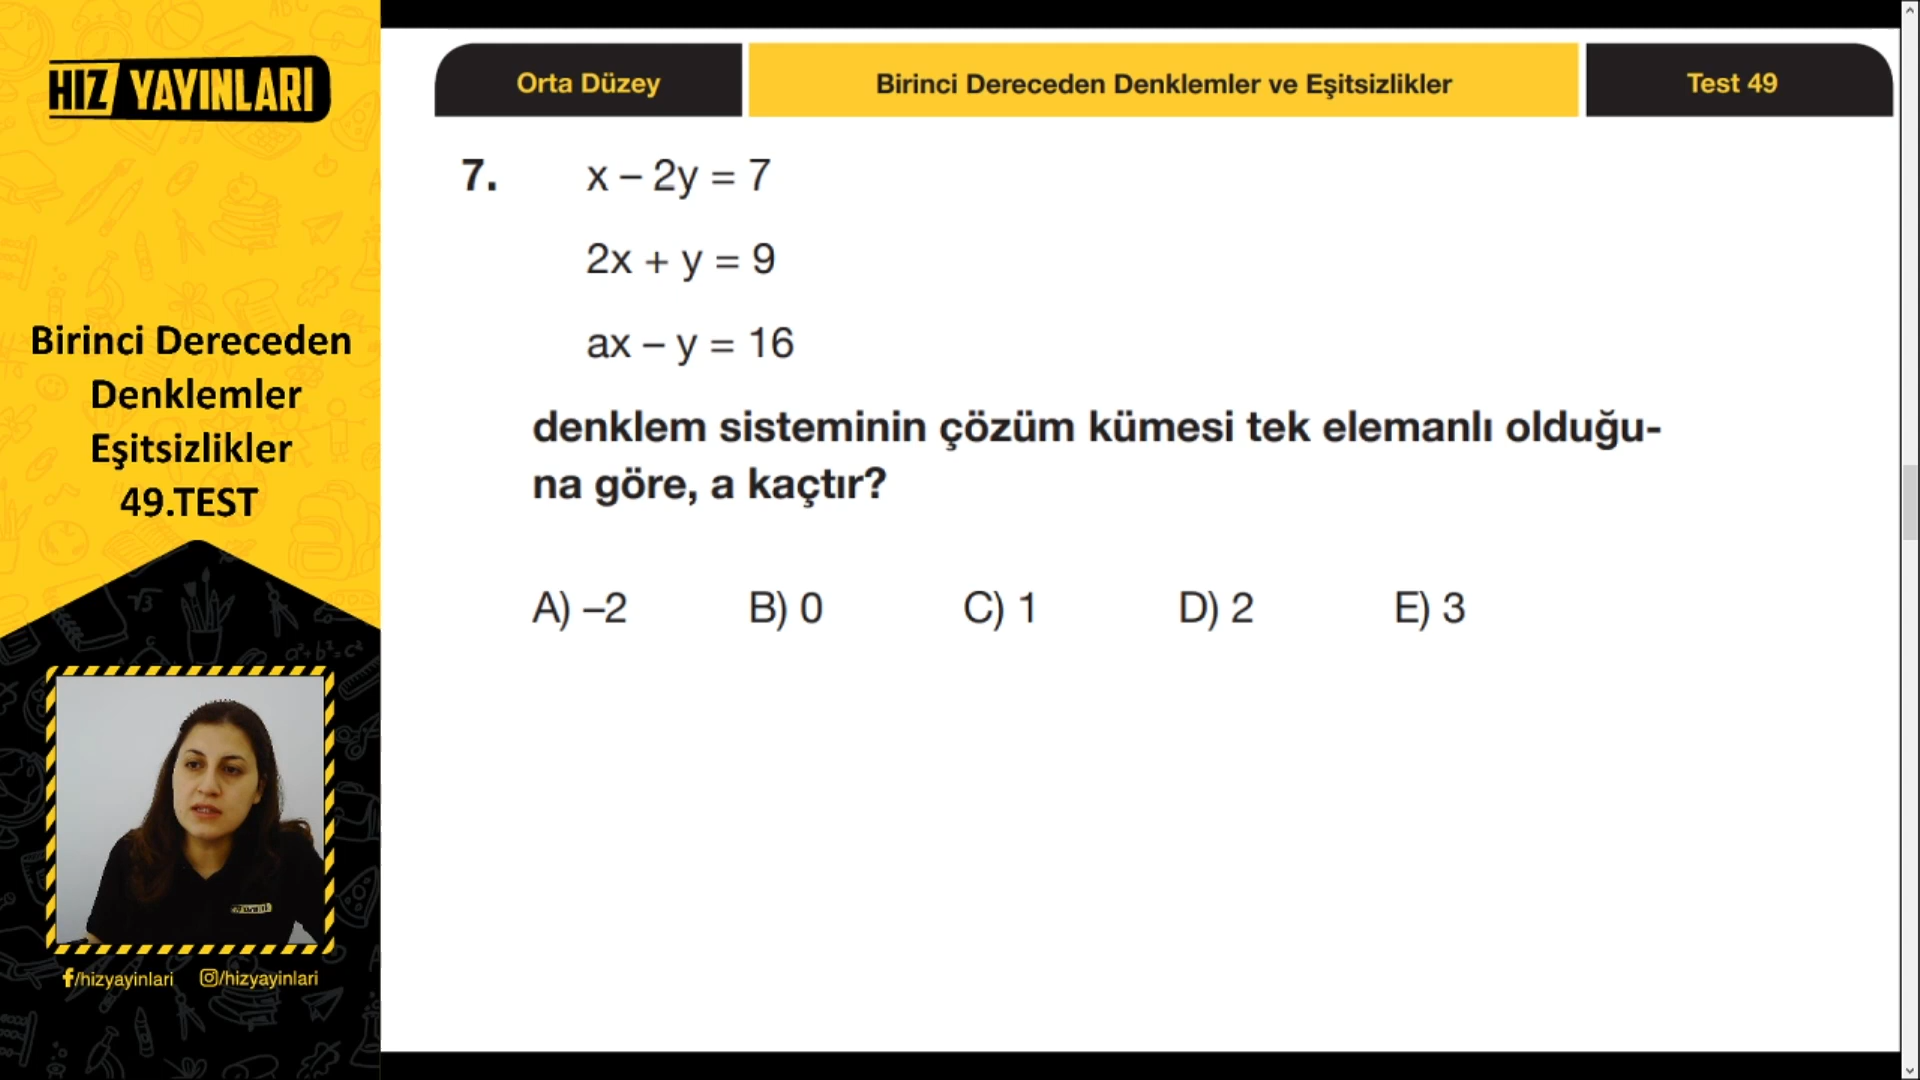 HIZ YAYINLARI
Birinci Dereceden
Denklemler
Eşitsizlikler
49.TEST
/hizyayinlari /hizyayinlari
Orta Düzey
Birinci Dereceden Denklemler ve Eşitsizlikler
Test 49
7. x – 2y = 7
2x + y = 9
ax – y = 16
denklem sisteminin çözüm kümesi tek elemanlı olduğu-
na göre, a kaçtır?
A) –2 B) 0 C) 1 D) 2 E) 3